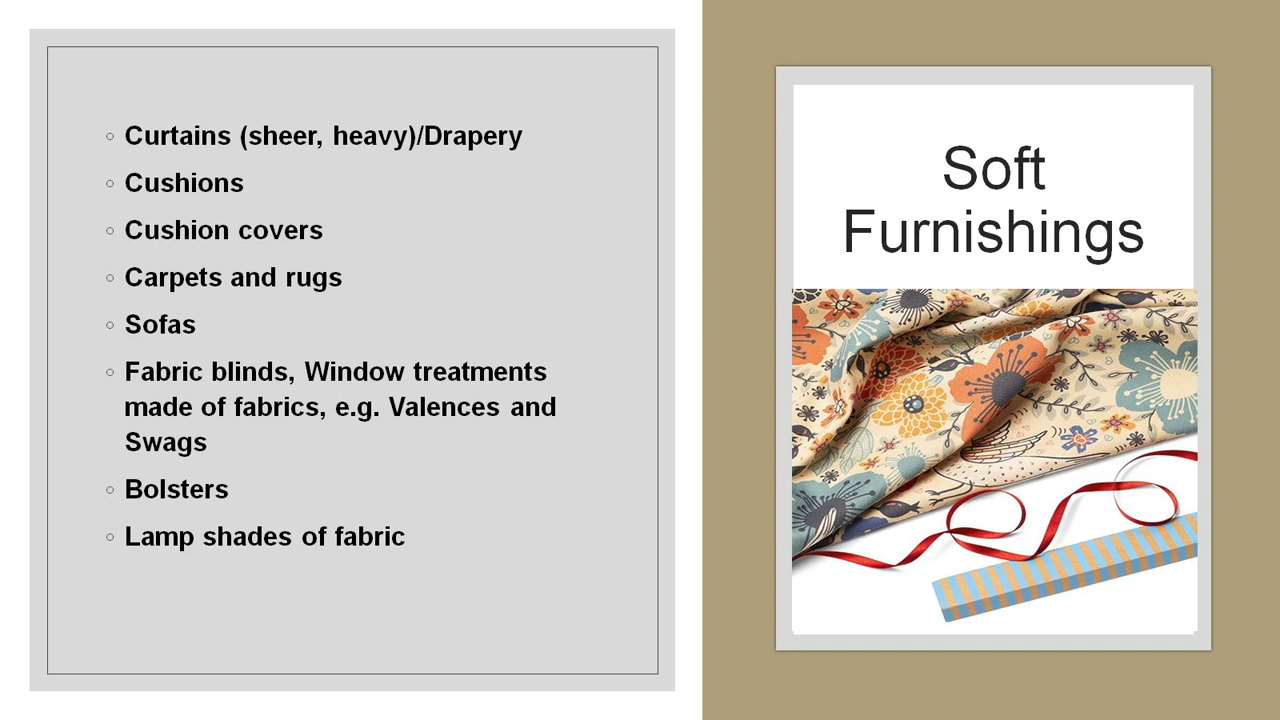 Curtains (sheer, heavy)/Drapery
Cushions
Cushion covers
Carpets and rugs
Sofas
Fabric blinds, Window treatments
made of fabrics, e.g. Valences and
Swags
Bolsters
Lamp shades of fabric
Soft
Furnishings